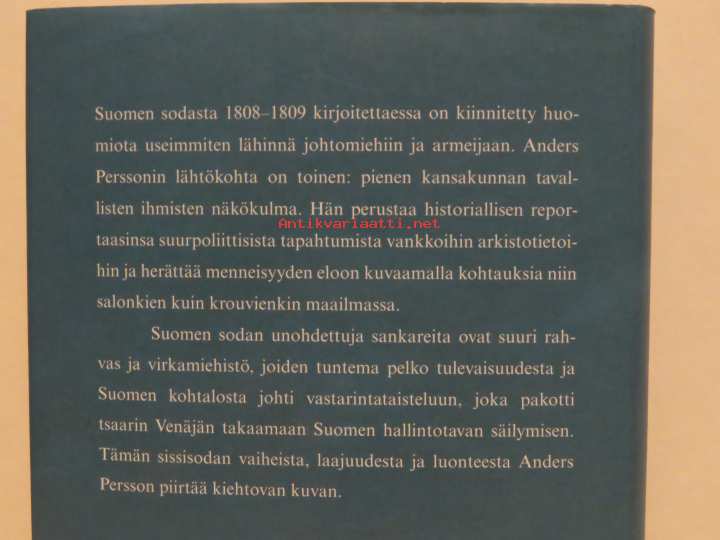 Suomen sodasta 1808–1809 kirjoitettaessa on kiinnitetty huo-
miota useimmiten lähinnä johtomiehiin ja armeijaan. Anders
Perssonin lähtökohta on toinen: pienen kansakunnan taval-
listen ihmisten näkökulma. Hän perustaa historiallisen repor-
Antikvariaatti.net
taasinsa suurpoliittisista tapahtumista vankkoihin arkistotietoi-
hin ja herättää menneisyyden eloon kuvaamalla kohtauksia niin
salonkien kuin krouvienkin maailmassa.
Suomen sodan unohdettuja sankareita ovat suuri rah-
vas ja virkamiehistö, joiden tuntema pelko tulevaisuudesta ja
Suomen kohtalosta johti vastarintataisteluun, joka pakotti
tsaarin Venäjän takaamaan Suomen hallintotavan säilymisen.
Tämän sissisodan vaiheista, laajuudesta ja luonteesta Anders
Persson piirtää kiehtovan kuvan.